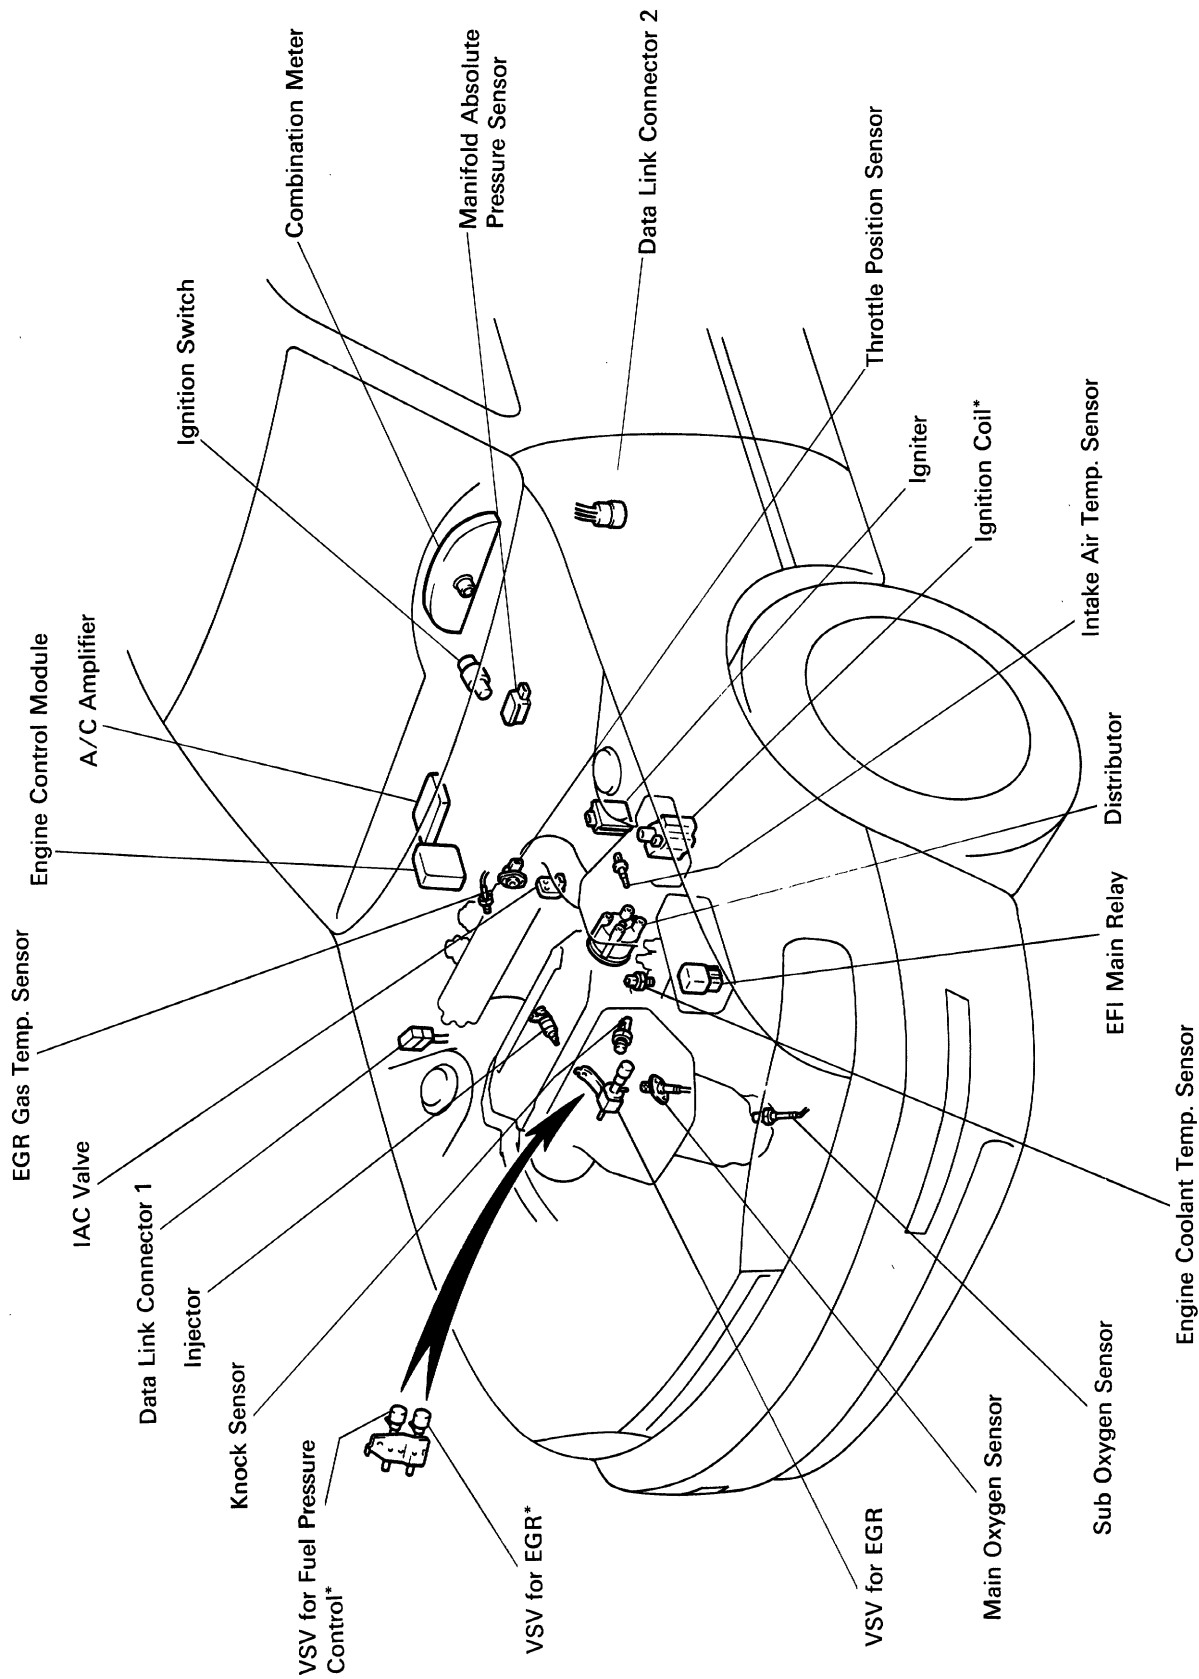 EGR Gas Temp. Sensor
Engine Control Module
IAC Valve
A/C Amplifier
Data Link Connector 1
Injector
Ignition Switch
Knock Sensor
Combination Meter
VSV for Fuel Pressure
Control*
Manifold Absolute
Pressure Sensor
VSV for EGR*
Data Link Connector 2
VSV for EGR
Throttle Position Sensor
Igniter
Main Oxygen Sensor
Ignition Coil*
Sub Oxygen Sensor
Intake Air Temp. Sensor
EFI Main Relay
Distributor
Engine Coolant Temp. Sensor